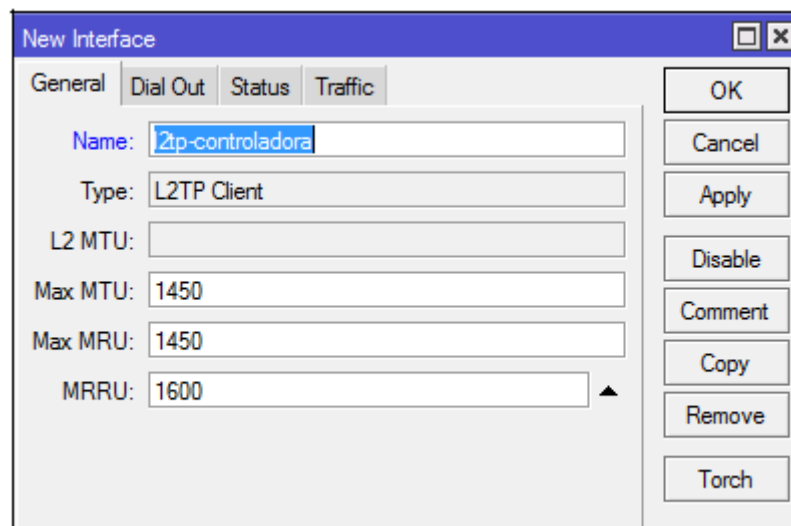 New Interface
General Dial Out Status Traffic
OK
Name: l2tp-controladora
Cancel
Type: L2TP Client
Apply
L2 MTU:
Disable
Max MTU: 1450
Comment
Max MRU: 1450
Copy
MRRU: 1600
Remove
Torch